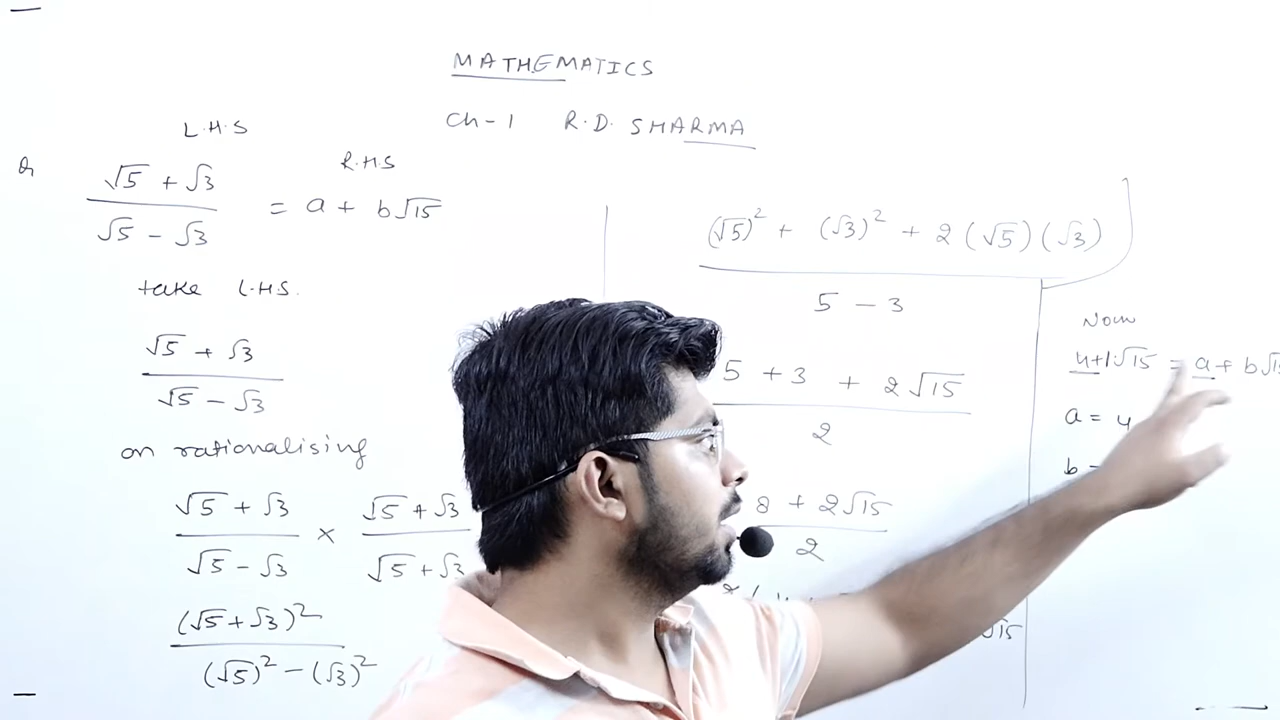 MATHEMATICS
Ch-1 R.D. SHARMA
L.H.S
R.H.S
Q
(√5 + √3)/(√5 - √3) = a + b√15
take L.H.S.
(√5 + √3)/(√5 - √3)
on rationalising
(√5 + √3)/(√5 - √3) × (√5 + √3)/(√5 + √3)
(√5+√3)²/((√5)² - (√3)²)
((√5)² + (√3)² + 2(√5)(√3))/(5 - 3)
(5 + 3 + 2√15)/2
(8 + 2√15)/2
√15
Now
4+1√15 = a + b√15
a = 4
b =